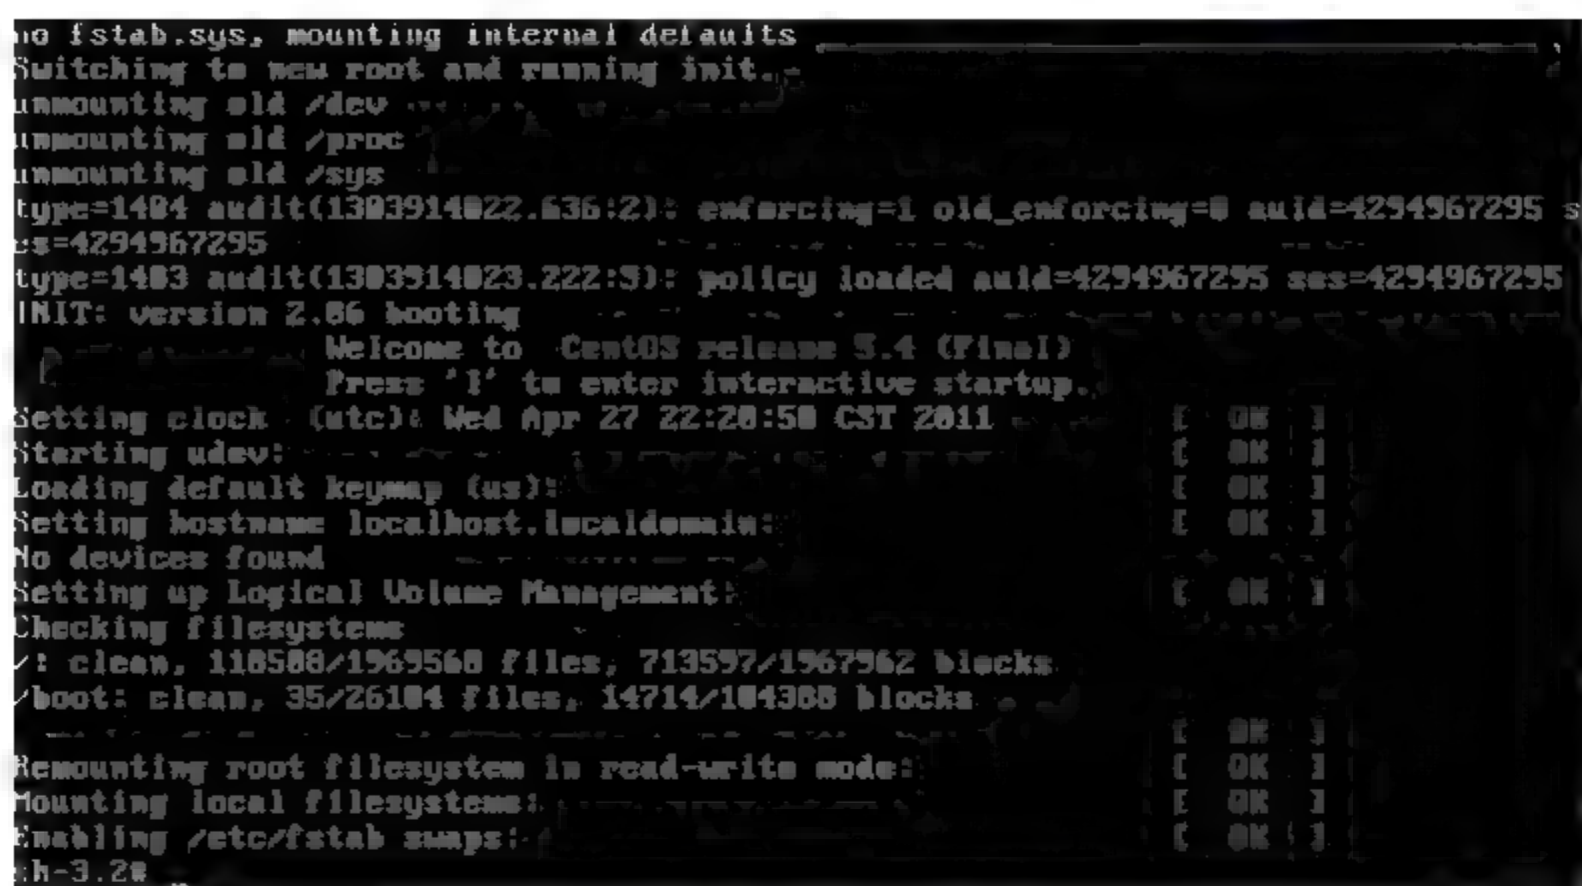 no fstab.sys, mounting internal defaults
Switching to new root and running init.
unmounting old /dev
unmounting old /proc
unmounting old /sys
type=1404 audit(1303914022.636:2): enforcing=1 old_enforcing=0 auid=4294967295 s
es=4294967295
type=1403 audit(1303914023.222:3): policy loaded auid=4294967295 ses=4294967295
INIT: version 2.86 booting
Welcome to  CentOS release 5.4 (Final)
Press 'I' to enter interactive startup.
Setting clock  (utc): Wed Apr 27 22:20:50 CST 2011 [  OK  ]
Starting udev: [  OK  ]
Loading default keymap (us): [  OK  ]
Setting hostname localhost.localdomain: [  OK  ]
No devices found
Setting up Logical Volume Management: [  OK  ]
Checking filesystems
/: clean, 110508/1969568 files, 713597/1967962 blocks
/boot: clean, 35/26104 files, 14714/104388 blocks
[  OK  ]
Remounting root filesystem in read-write mode: [  OK  ]
Mounting local filesystems: [  OK  ]
Enabling /etc/fstab swaps: [  OK  ]
sh-3.2#